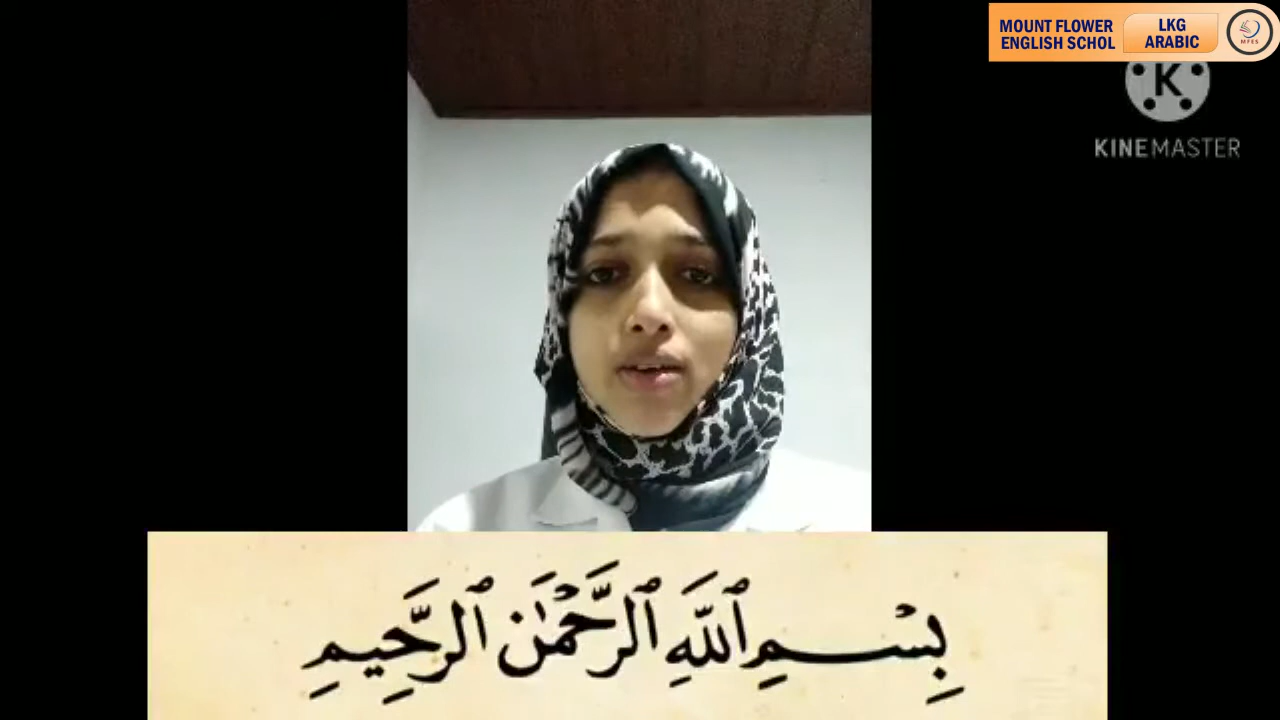 MOUNT FLOWER
ENGLISH SCHOL
LKG
ARABIC
MFES
K
KINEMASTER
بِسْمِ ٱللَّهِ ٱلرَّحْمَٰنِ ٱلرَّحِيمِ